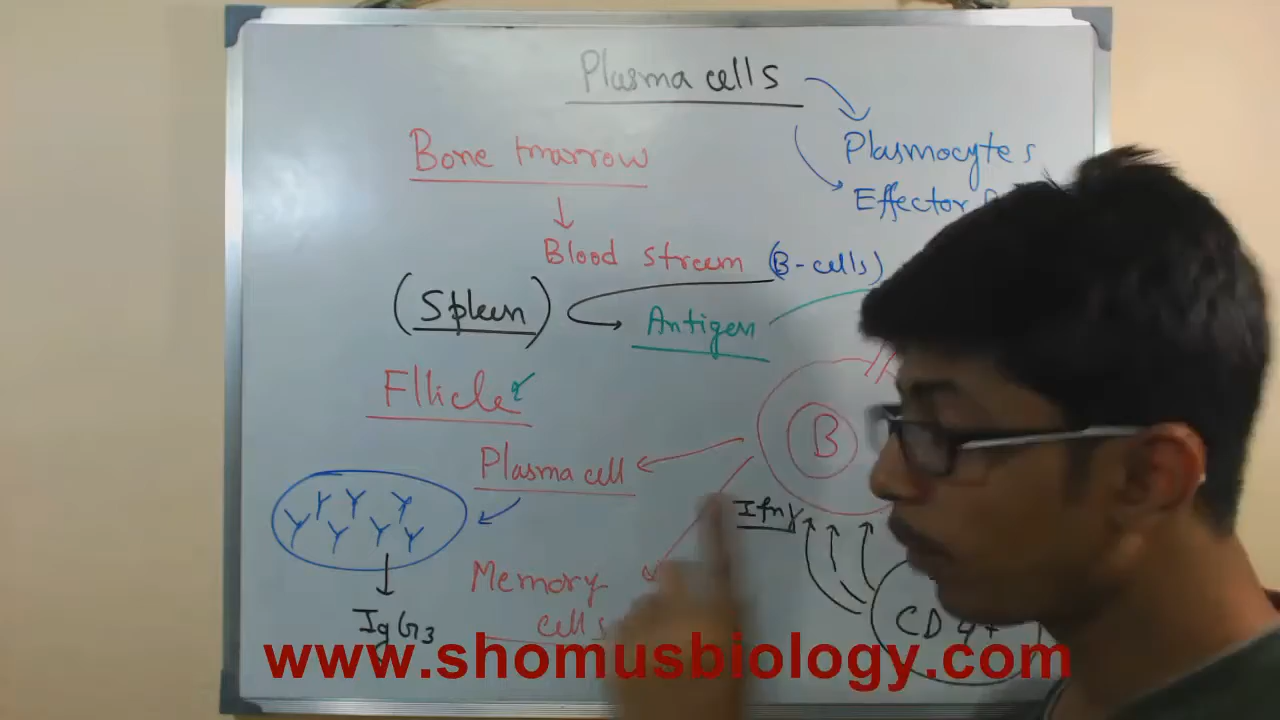 Plasma cells
Plasmocytes
Effector
Bone marrow
Blood streem (B-cells)
(Spleen)
Antigen
Fllicle
B
Plasma cell
Ifnγ
Memory
cells
CD4+
IgG3
www.shomusbiology.com